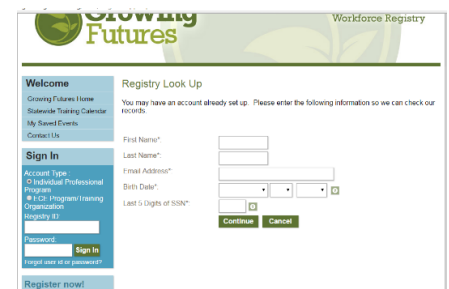 Growing
Futures
Workforce Registry
Welcome
Growing Futures Home
Statewide Training Calendar
My Saved Events
Contact Us
Sign In
Account Type :
Individual Professional
Program
ECE Program/Training
Organization
Registry ID:
Password:
Sign In
Forgot user id or password?
Register now!
Registry Look Up
You may have an account already set up. Please enter the following information so we can check our
records.
First Name*:
Last Name*:
Email Address*:
Birth Date*:
Last 5 Digits of SSN*:
Continue
Cancel